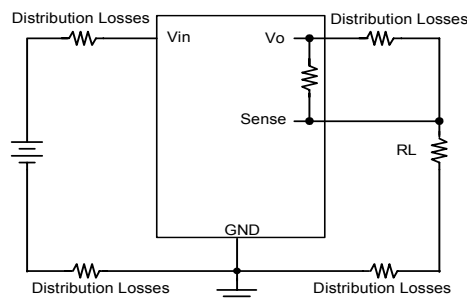 Distribution Losses
Distribution Losses
Vin
Vo
Sense
RL
GND
Distribution Losses
Distribution Losses